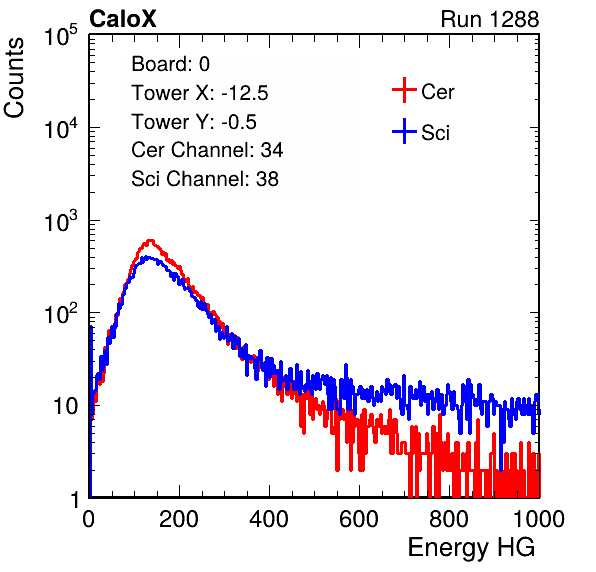 CaloX Run 1288
Counts
10^5
10^4
10^3
10^2
10
1
Board: 0
Tower X: -12.5
Tower Y: -0.5
Cer Channel: 34
Sci Channel: 38
Cer
Sci
0 200 400 600 800 1000
Energy HG